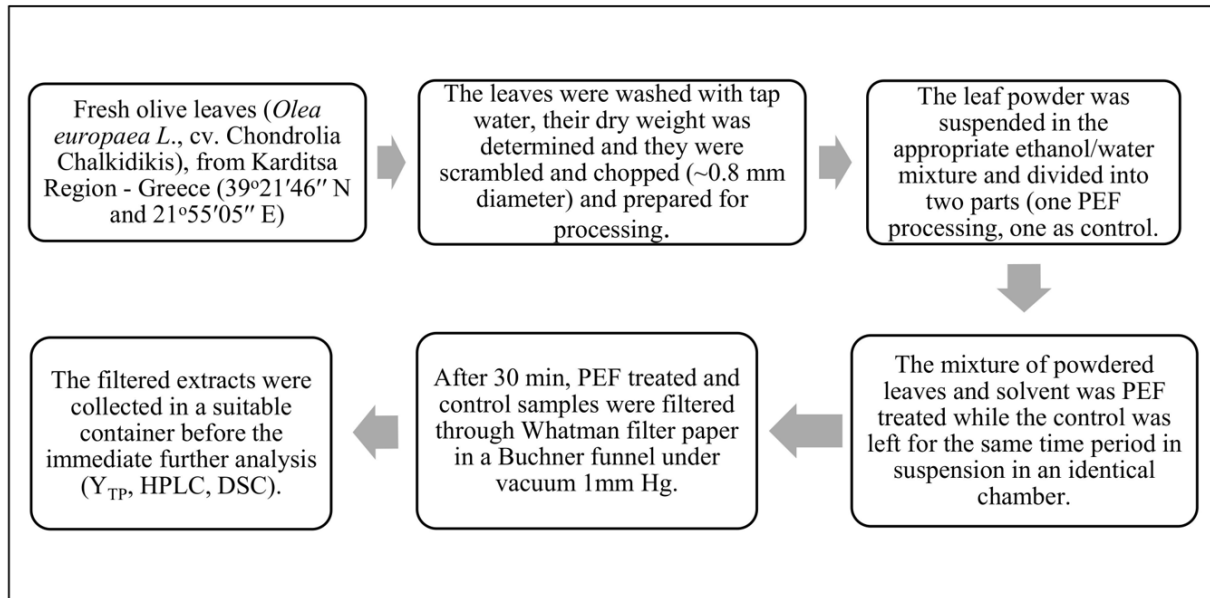 Fresh olive leaves (Olea
europaea L., cv. Chondrolia
Chalkidikis), from Karditsa
Region - Greece (39º21′46″ N
and 21º55′05″ E)
The leaves were washed with tap
water, their dry weight was
determined and they were
scrambled and chopped (~0.8 mm
diameter) and prepared for
processing.
The leaf powder was
suspended in the
appropriate ethanol/water
mixture and divided into
two parts (one PEF
processing, one as control.
The mixture of powdered
leaves and solvent was PEF
treated while the control was
left for the same time period in
suspension in an identical
chamber.
After 30 min, PEF treated and
control samples were filtered
through Whatman filter paper
in a Buchner funnel under
vacuum 1mm Hg.
The filtered extracts were
collected in a suitable
container before the
immediate further analysis
(Y_TP, HPLC, DSC).